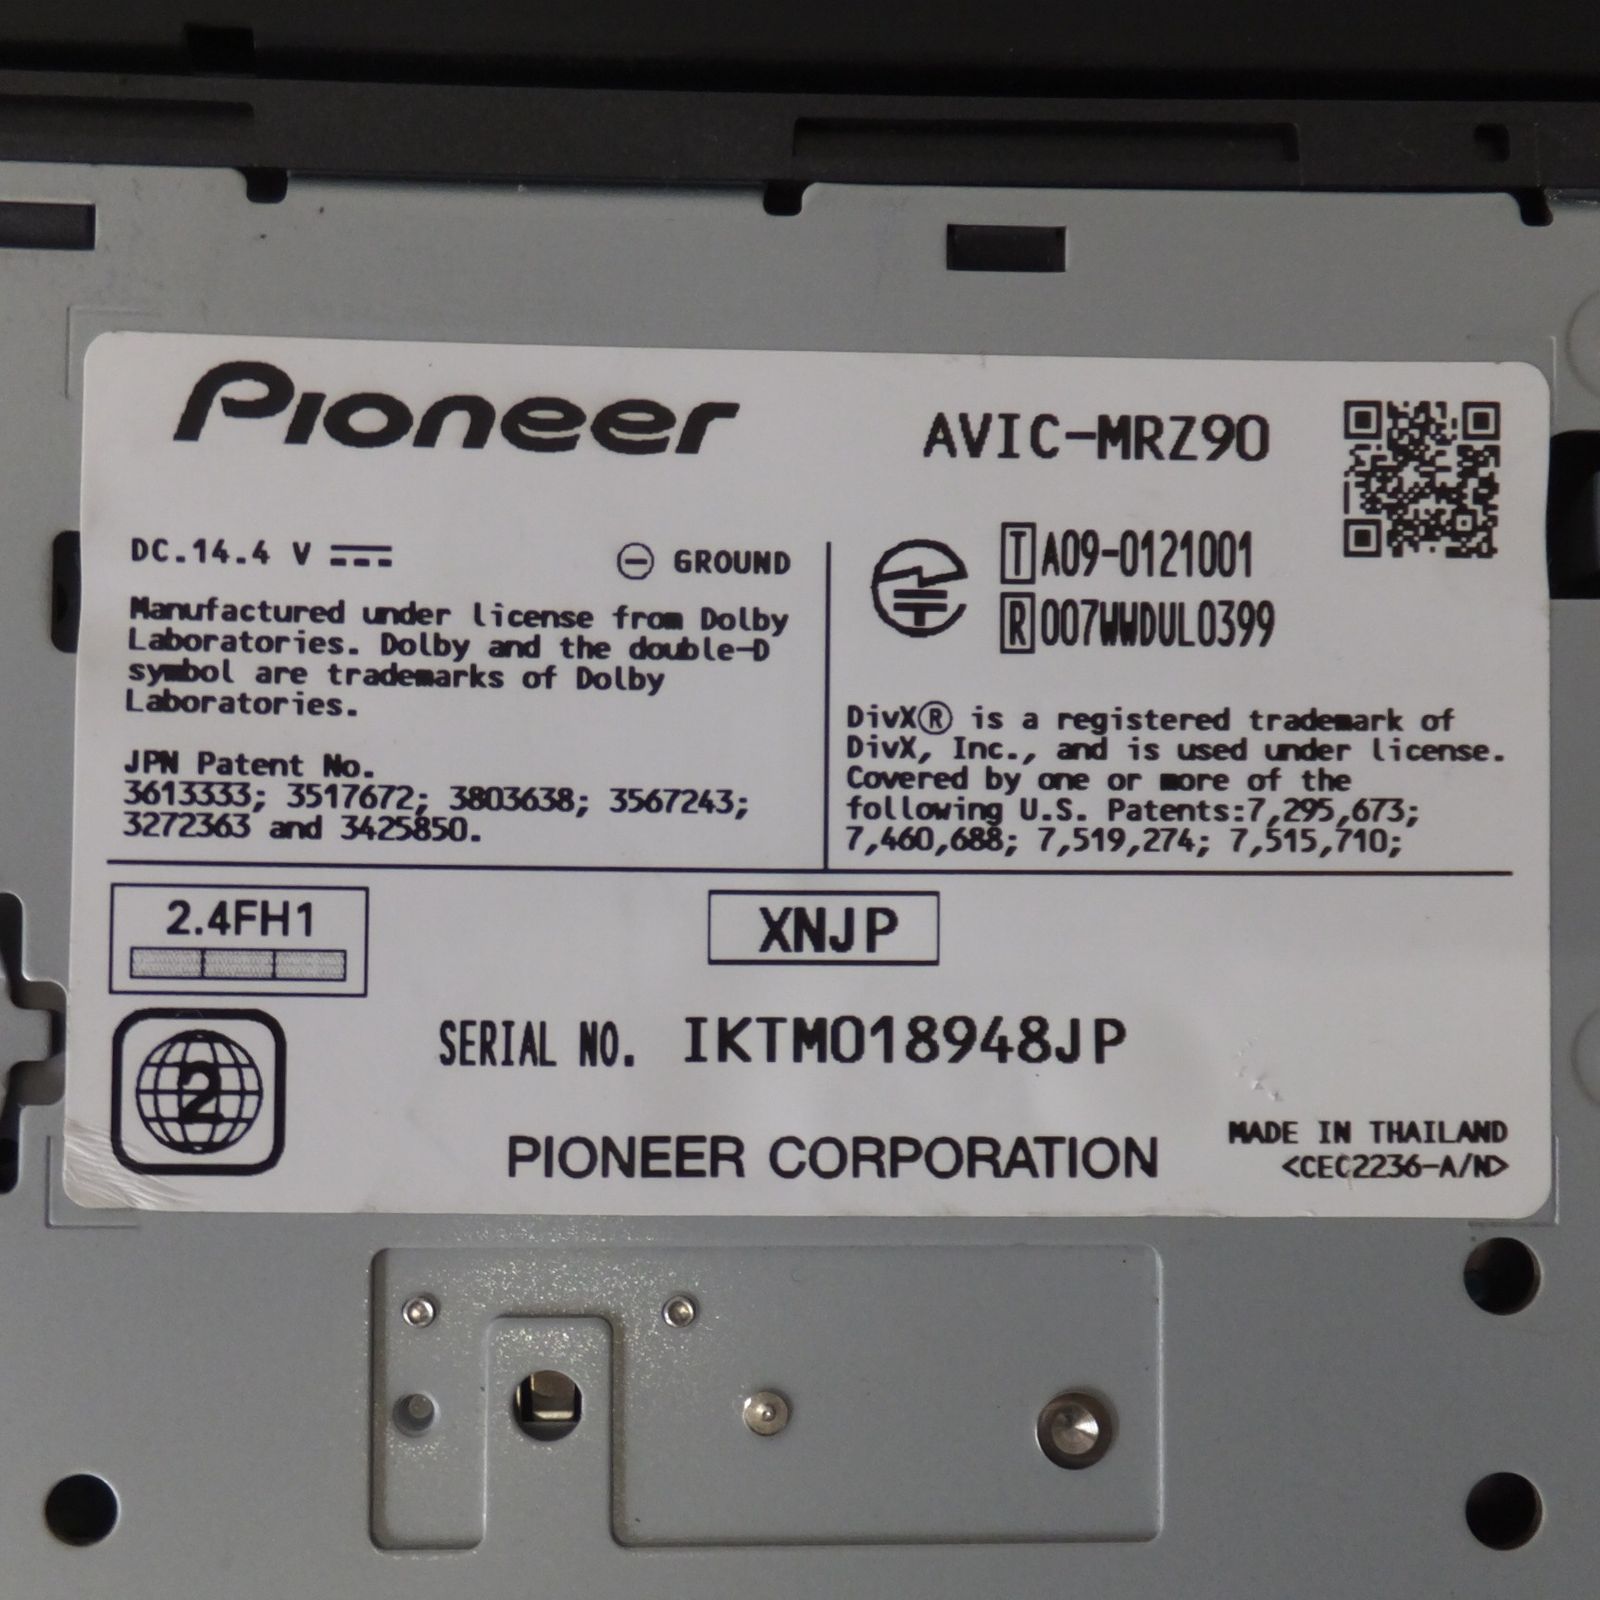 Pioneer
AVIC-MRZ90
DC.14.4 V
⊖ GROUND
Manufactured under license from Dolby
Laboratories. Dolby and the double-D
symbol are trademarks of Dolby
Laboratories.
JPN Patent No.
3613333; 3517672; 3803638; 3567243;
3272363 and 3425850.
T A09-0121001
R 007WWDUL0399
DivX® is a registered trademark of
DivX, Inc., and is used under license.
Covered by one or more of the
following U.S. Patents:7,295,673;
7,460,688; 7,519,274; 7,515,710;
2.4FH1
XNJP
2
SERIAL NO. IKTM018948JP
PIONEER CORPORATION
MADE IN THAILAND
<CEC2236-A/N>